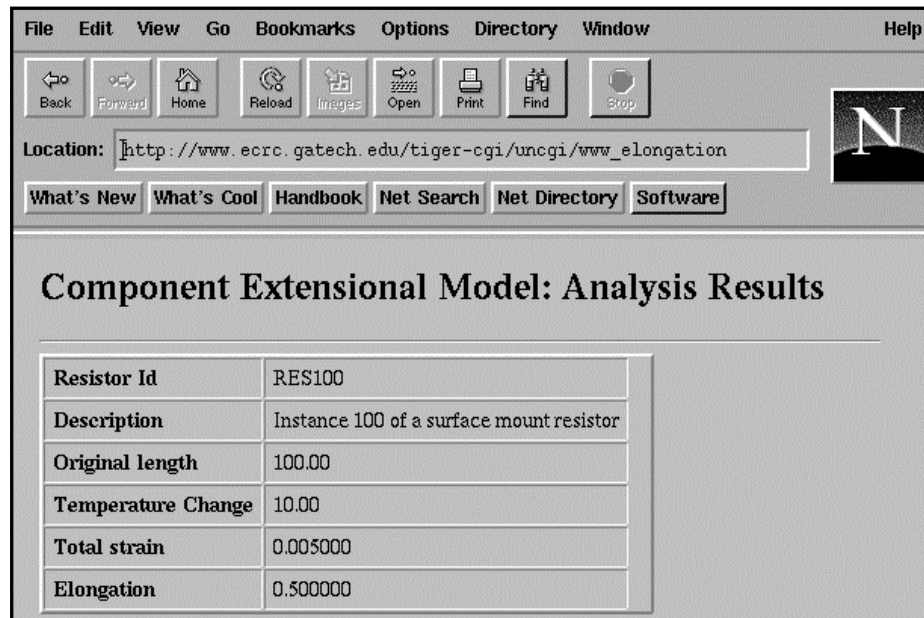 File Edit View Go Bookmarks Options Directory Window Help
Back Forward Home Reload Images Open Print Find Stop
Location: http://www.ecrc.gatech.edu/tiger-cgi/uncgi/www_elongation
N
What's New What's Cool Handbook Net Search Net Directory Software
Component Extensional Model: Analysis Results
Resistor Id RES100
Description Instance 100 of a surface mount resistor
Original length 100.00
Temperature Change 10.00
Total strain 0.005000
Elongation 0.500000